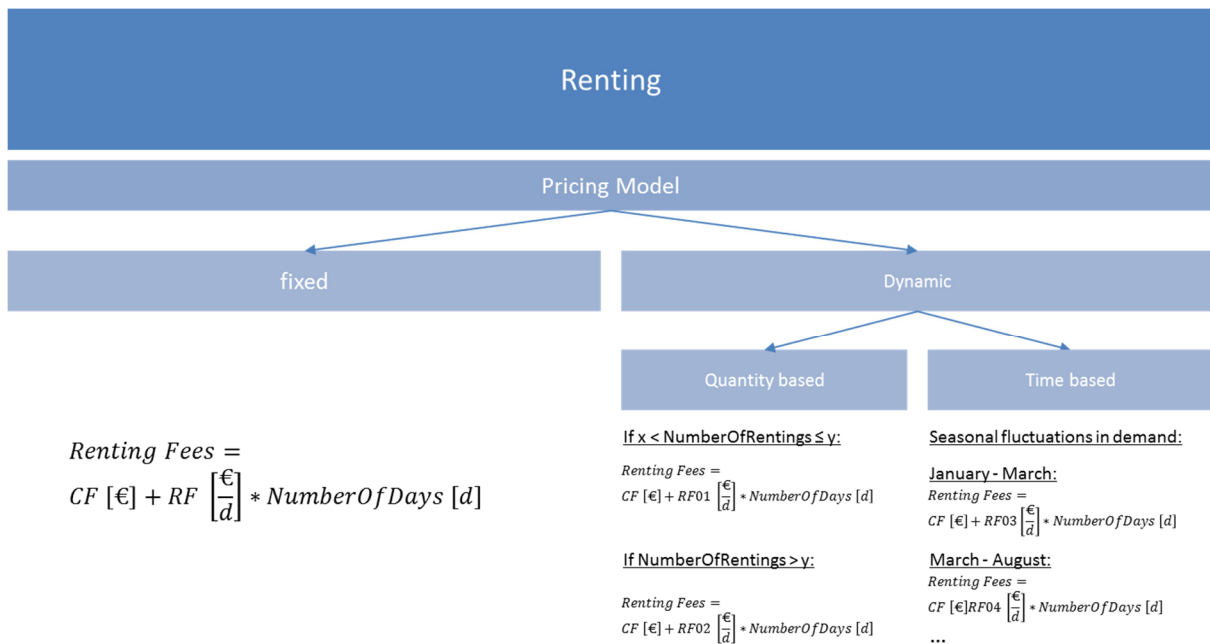 Renting
Pricing Model
fixed
Renting Fees =
CF [€] + RF [€/d] * NumberOfDays [d]
Dynamic
Quantity based
If x < NumberOfRentings ≤ y:
Renting Fees =
CF [€] + RF01 [€/d] * NumberOfDays [d]
If NumberOfRentings > y:
Renting Fees =
CF [€] + RF02 [€/d] * NumberOfDays [d]
Time based
Seasonal fluctuations in demand:
January - March:
Renting Fees =
CF [€] + RF03 [€/d] * NumberOfDays [d]
March - August:
Renting Fees =
CF [€]RF04 [€/d] * NumberOfDays [d]
...